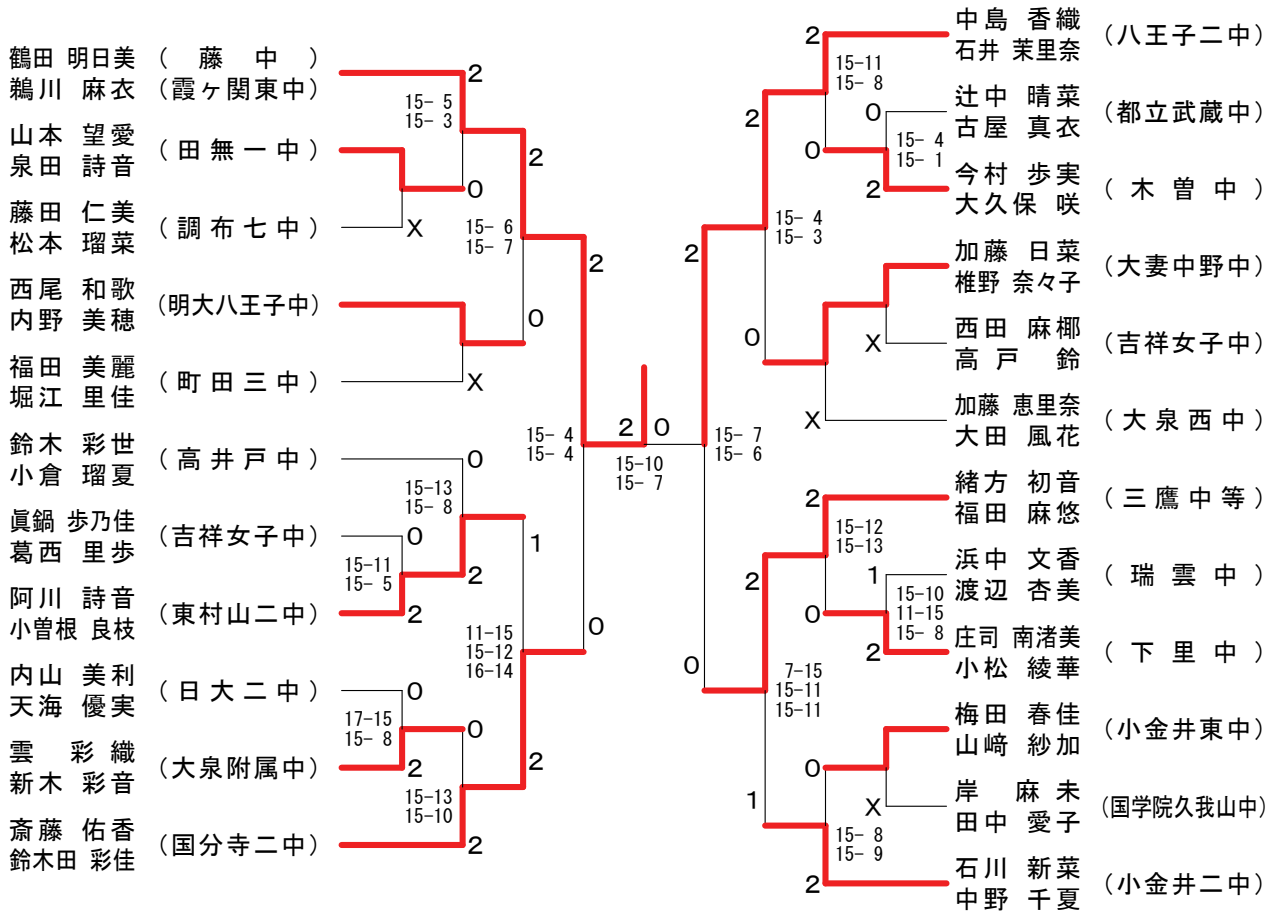 鶴田 明日美 ( 藤 中 )
鵜川 麻衣 (霞ヶ関東中)
2
15- 5
15- 3
山本 望愛
泉田 詩音
(田無一中)
0
2
藤田 仁美
松本 瑠菜
(調布七中)
X
15- 6
15- 7
2
西尾 和歌
内野 美穂
(明大八王子中)
0
福田 美麗
堀江 里佳
(町田三中)
X
鈴木 彩世
小倉 瑠夏
(高井戸中)
0
15-13
15- 8
15- 4
15- 4
眞鍋 歩乃佳
葛西 里歩
(吉祥女子中)
0
1
15-11
15- 5
2
阿川 詩音
小曽根 良枝
(東村山二中)
2
11-15
15-12
16-14
0
内山 美利
天海 優実
(日大二中)
0
17-15
15- 8
0
雲 彩織
新木 彩音
(大泉附属中)
2
2
15-13
15-10
斎藤 佑香
鈴木田 彩佳
(国分寺二中)
2
2 0
15-10
15- 7
中島 香織
石井 茉里奈
(八王子二中)
2
15-11
15- 8
辻中 晴菜
古屋 真衣
(都立武蔵中)
0
2
15- 4
15- 1
0
今村 歩実
大久保 咲
(木曽中)
2
15- 4
15- 3
2
加藤 日菜
椎野 奈々子
(大妻中野中)
西田 麻椰
高戸 鈴
(吉祥女子中)
X
0
加藤 恵里奈
大田 風花
(大泉西中)
X
15- 7
15- 6
緒方 初音
福田 麻悠
(三鷹中等)
2
15-12
15-13
浜中 文香
渡辺 杏美
(瑞雲中)
1
2
15-10
11-15
15- 8
0
庄司 南渚美
小松 綾華
(下里中)
2
0
7-15
15-11
15-11
梅田 春佳
山﨑 紗加
(小金井東中)
0
岸 麻未
田中 愛子
(国学院久我山中)
X
1
15- 8
15- 9
石川 新菜
中野 千夏
(小金井二中)
2